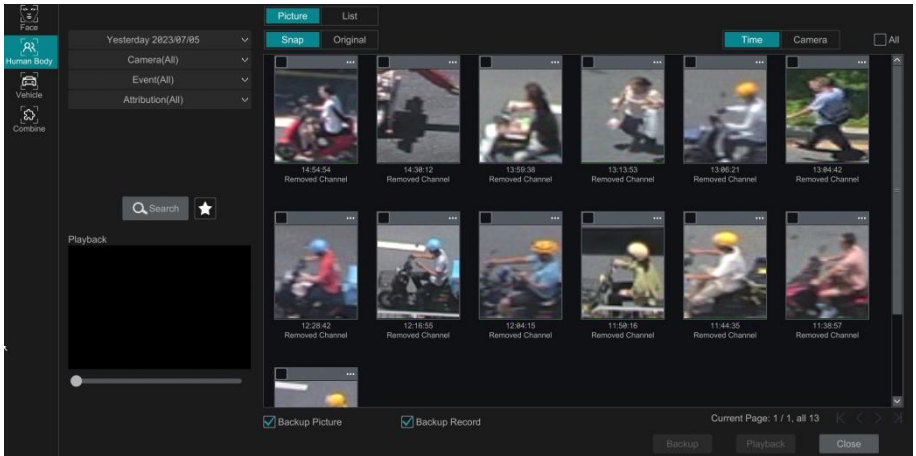 Face
Human Body
Vehicle
Combine
Yesterday 2023/07/05
Camera(All)
Event(All)
Attribution(All)
Search
Playback
Picture List
Snap Original
Time Camera All
14:54:54 14:30:12 13:59:38 13:13:53 13:06:21 13:04:42
Removed Channel Removed Channel Removed Channel Removed Channel Removed Channel Removed Channel
12:28:42 12:16:55 12:04:15 11:50:16 11:44:35 11:38:57
Removed Channel Removed Channel Removed Channel Removed Channel Removed Channel Removed Channel
Backup Picture Backup Record
Current Page: 1 / 1, all 13
Backup Playback Close